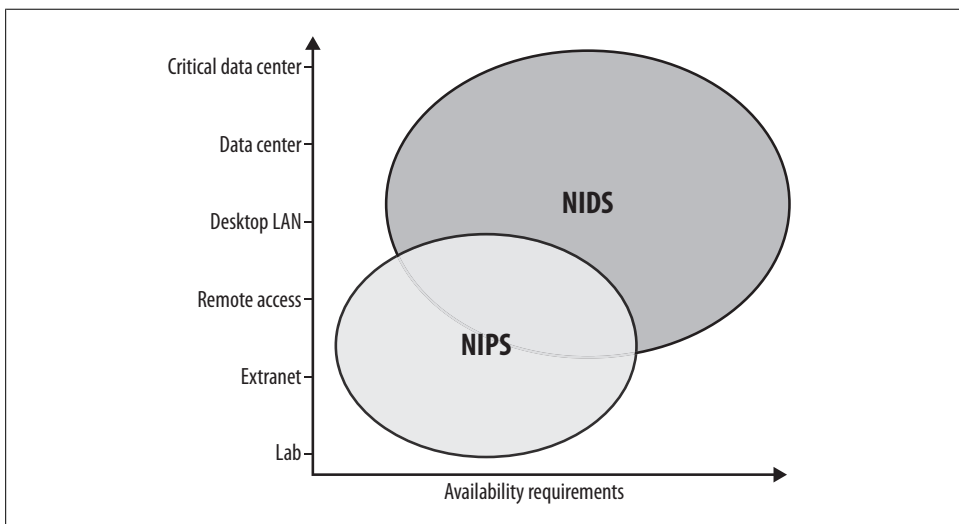 Critical data center
Data center
NIDS
Desktop LAN
Remote access
NIPS
Extranet
Lab
Availability requirements